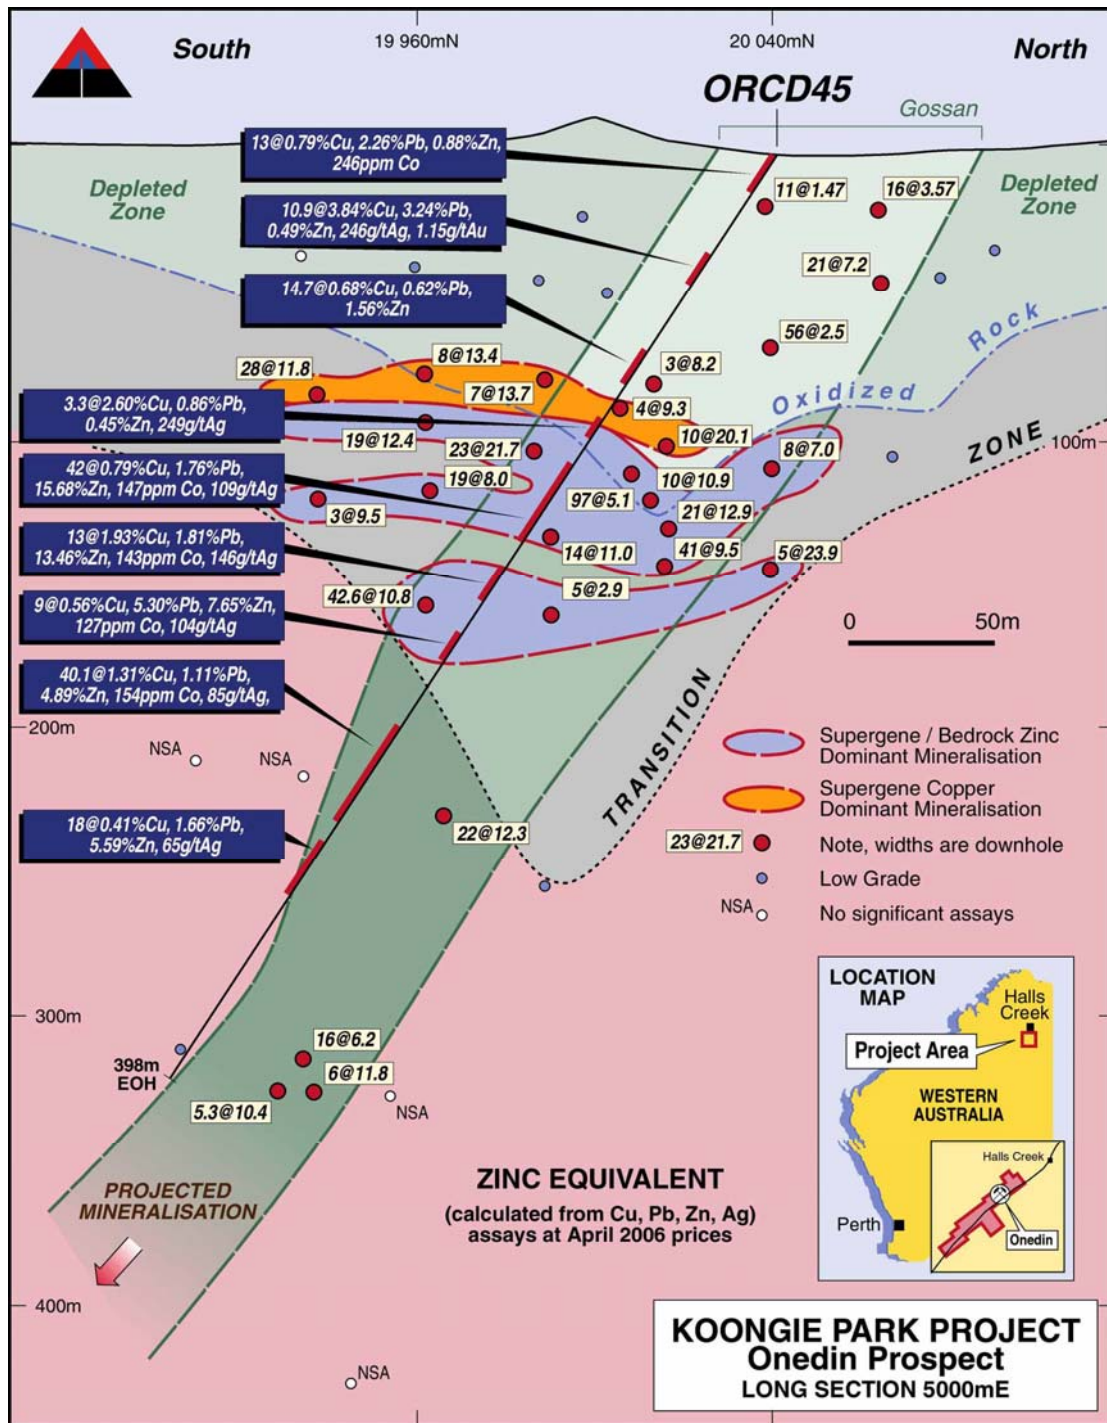 South
19 960mN
20 040mN
North
ORCD45
Gossan
13@0.79%Cu, 2.26%Pb, 0.88%Zn,
246ppm Co
Depleted
Zone
11@1.47
16@3.57
Depleted
Zone
10.9@3.84%Cu, 3.24%Pb,
0.49%Zn, 246g/tAg, 1.15g/tAu
21@7.2
14.7@0.68%Cu, 0.62%Pb,
1.56%Zn
56@2.5
Rock
Oxidized
28@11.8
8@13.4
7@13.7
3@8.2
4@9.3
3.3@2.60%Cu, 0.86%Pb,
0.45%Zn, 249g/tAg
19@12.4
23@21.7
10@20.1
8@7.0
ZONE
100m
42@0.79%Cu, 1.76%Pb,
15.68%Zn, 147ppm Co, 109g/tAg
19@8.0
97@5.1
10@10.9
3@9.5
21@12.9
13@1.93%Cu, 1.81%Pb,
13.46%Zn, 143ppm Co, 146g/tAg
14@11.0
41@9.5
5@23.9
42.6@10.8
5@2.9
9@0.56%Cu, 5.30%Pb, 7.65%Zn,
127ppm Co, 104g/tAg
0
50m
40.1@1.31%Cu, 1.11%Pb,
4.89%Zn, 154ppm Co, 85g/tAg,
TRANSITION
200m
NSA
NSA
Supergene / Bedrock Zinc
Dominant Mineralisation
Supergene Copper
Dominant Mineralisation
18@0.41%Cu, 1.66%Pb,
5.59%Zn, 65g/tAg
22@12.3
23@21.7
Note, widths are downhole
Low Grade
NSA
No significant assays
300m
398m
EOH
16@6.2
6@11.8
5.3@10.4
NSA
LOCATION
MAP
Halls
Creek
Project Area
WESTERN
AUSTRALIA
Halls Creek
Perth
Onedin
PROJECTED
MINERALISATION
ZINC EQUIVALENT
(calculated from Cu, Pb, Zn, Ag)
assays at April 2006 prices
400m
NSA
KOONGIE PARK PROJECT
Onedin Prospect
LONG SECTION 5000mE